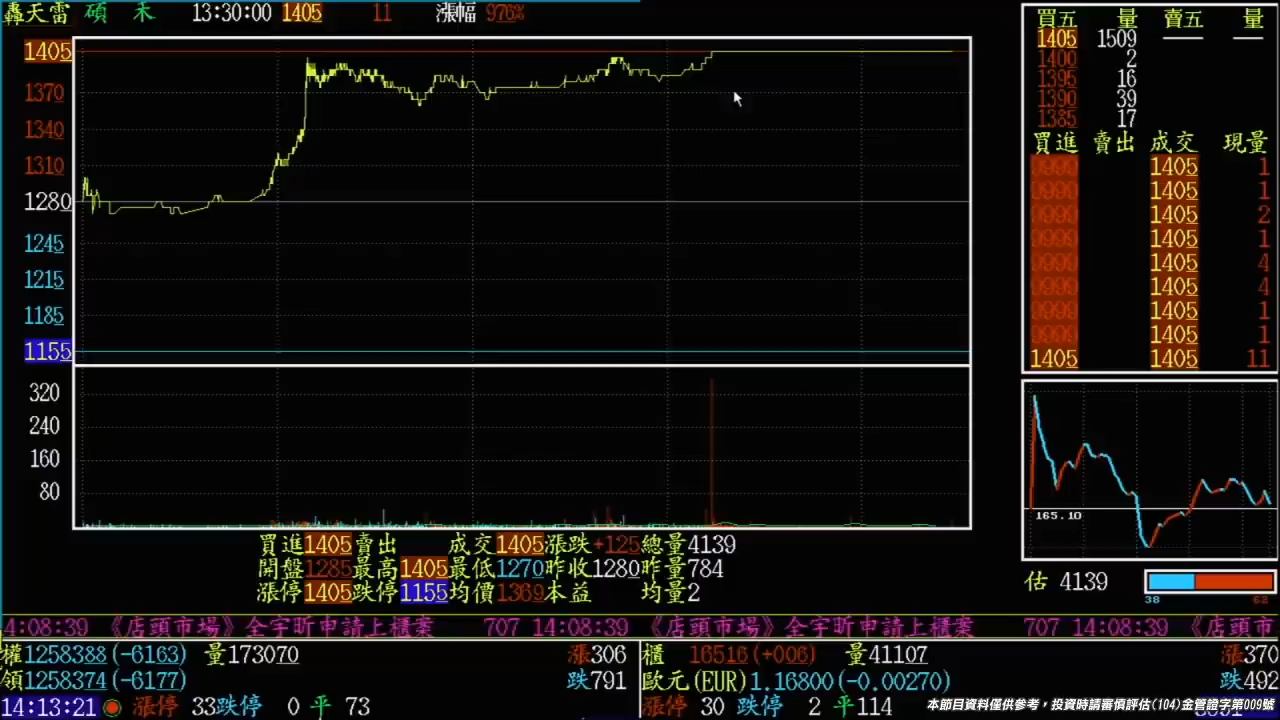 轟天雷 碩 禾 13:30:00 1405 11 漲幅 976%
1405
1370
1340
1310
1280
1245
1215
1185
1155
320
240
160
80
買五 量 賣五 量
1405 1509
1400 2
1395 16
1390 39
1385 17
買進 賣出 成交 現量
9999 1405 1
9999 1405 1
9999 1405 2
9999 1405 1
9999 1405 4
9999 1405 4
9999 1405 1
9999 1405 1
1405 1405 11
165.10
估 4139
38 62
買進1405賣出 成交1405漲跌+125總量4139
開盤1285最高1405最低1270昨收1280昨量784
漲停1405跌停1155均價1369本益 均量2
4:08:39 《店頭市場》全宇昕申請上櫃案 707 14:08:39 《店頭市場》全宇昕申請上櫃案 707 14:08:39 《店頭市
權1258388(-6163) 量173070 漲306
領1258374(-6177) 跌791
14:13:21 漲停 33跌停 0 平 73
櫃 16516(+006) 量41107 漲370
歐元(EUR)1.16800(-0.00270) 跌492
漲停 30 跌停 2 平114
本節目資料僅供參考，投資時請審慎評估(104)金管證字第009號